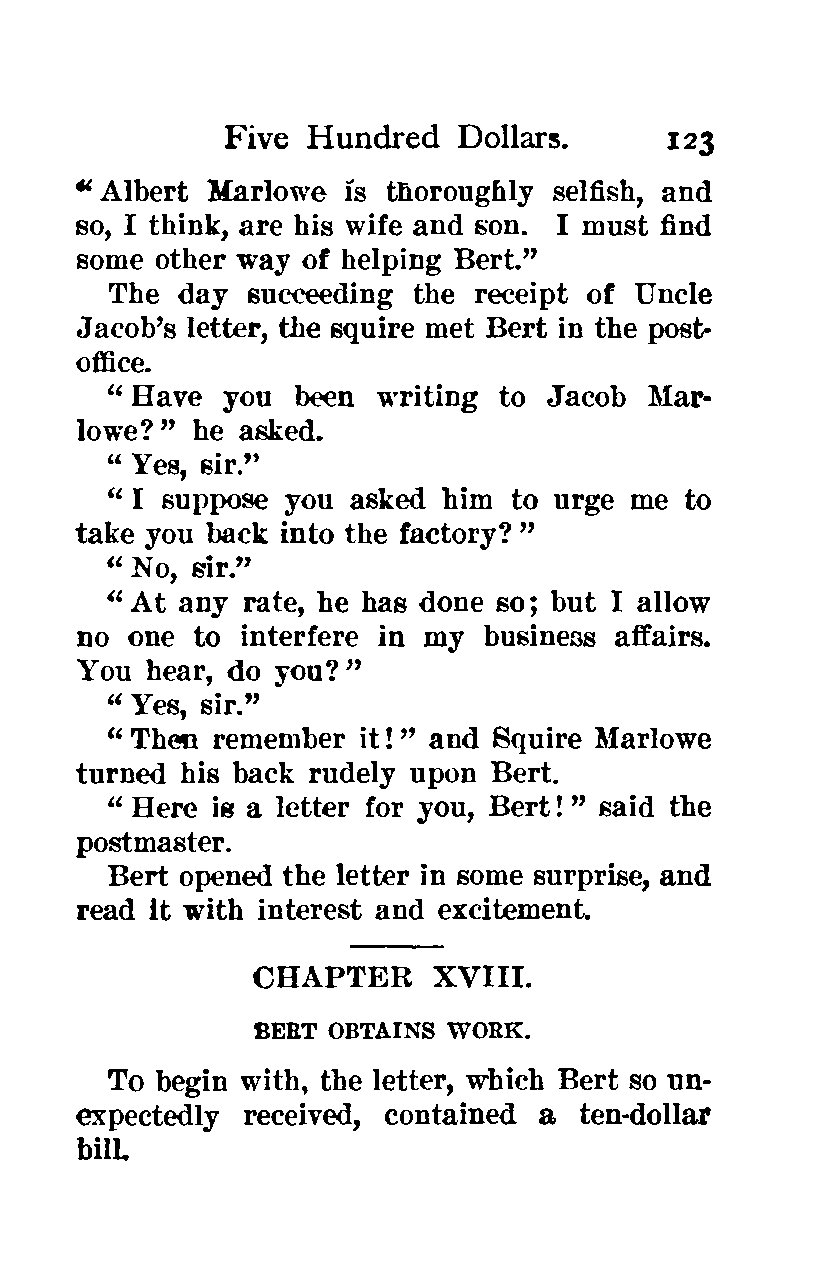 Five Hundred Dollars. 123
“Albert Marlowe is thoroughly selfish, and
so, I think, are his wife and son. I must find
some other way of helping Bert.”
The day succeeding the receipt of Uncle
Jacob’s letter, the squire met Bert in the post-
office.
“Have you been writing to Jacob Mar-
lowe?” he asked.
“Yes, sir.”
“I suppose you asked him to urge me to
take you back into the factory?”
“No, sir.”
“At any rate, he has done so; but I allow
no one to interfere in my business affairs.
You hear, do you?”
“Yes, sir.”
“Then remember it!” and Squire Marlowe
turned his back rudely upon Bert.
“Here is a letter for you, Bert!” said the
postmaster.
Bert opened the letter in some surprise, and
read it with interest and excitement.
CHAPTER XVIII.
BERT OBTAINS WORK.
To begin with, the letter, which Bert so un-
expectedly received, contained a ten-dollar
bill.